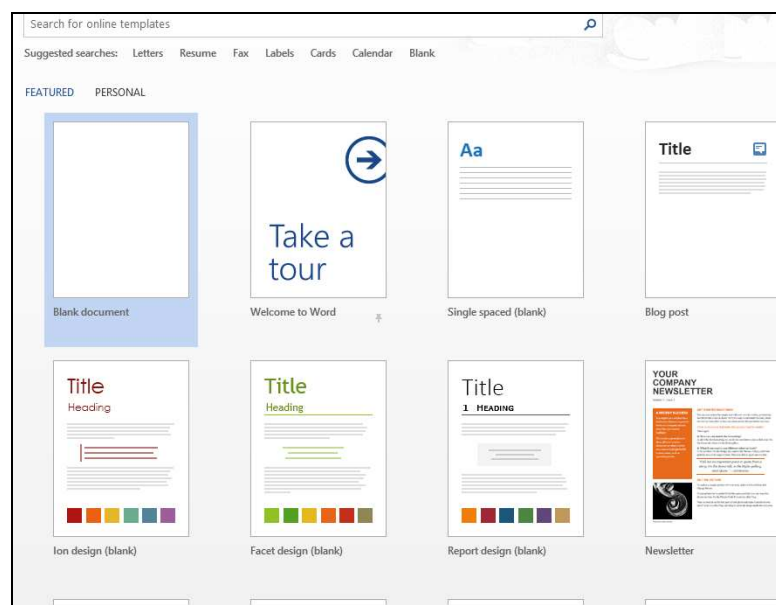 Search for online templates
Suggested searches: Letters Resume Fax Labels Cards Calendar Blank
FEATURED PERSONAL
Take a
tour
Aa
Title
Blank document
Welcome to Word
Single spaced (blank)
Blog post
Title
Heading
Title
Heading
Title
1 HEADING
YOUR
COMPANY
NEWSLETTER
Ion design (blank)
Facet design (blank)
Report design (blank)
Newsletter